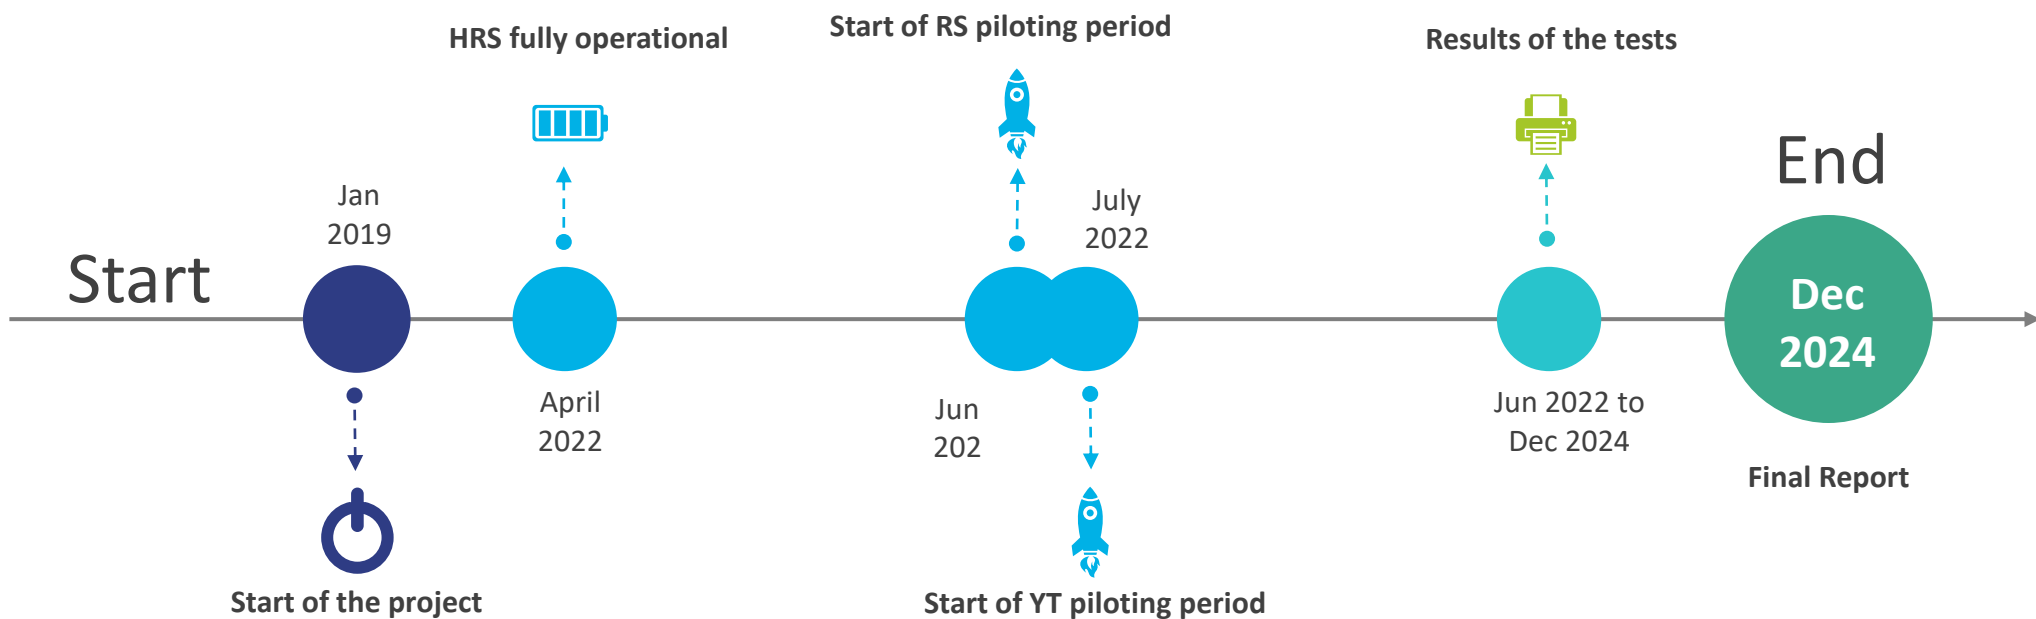 Start
Jan
2019
Start of the project
HRS fully operational
April
2022
Start of RS piloting period
Jun
202
July
2022
Start of YT piloting period
Results of the tests
Jun 2022 to
Dec 2024
End
Dec
2024
Final Report